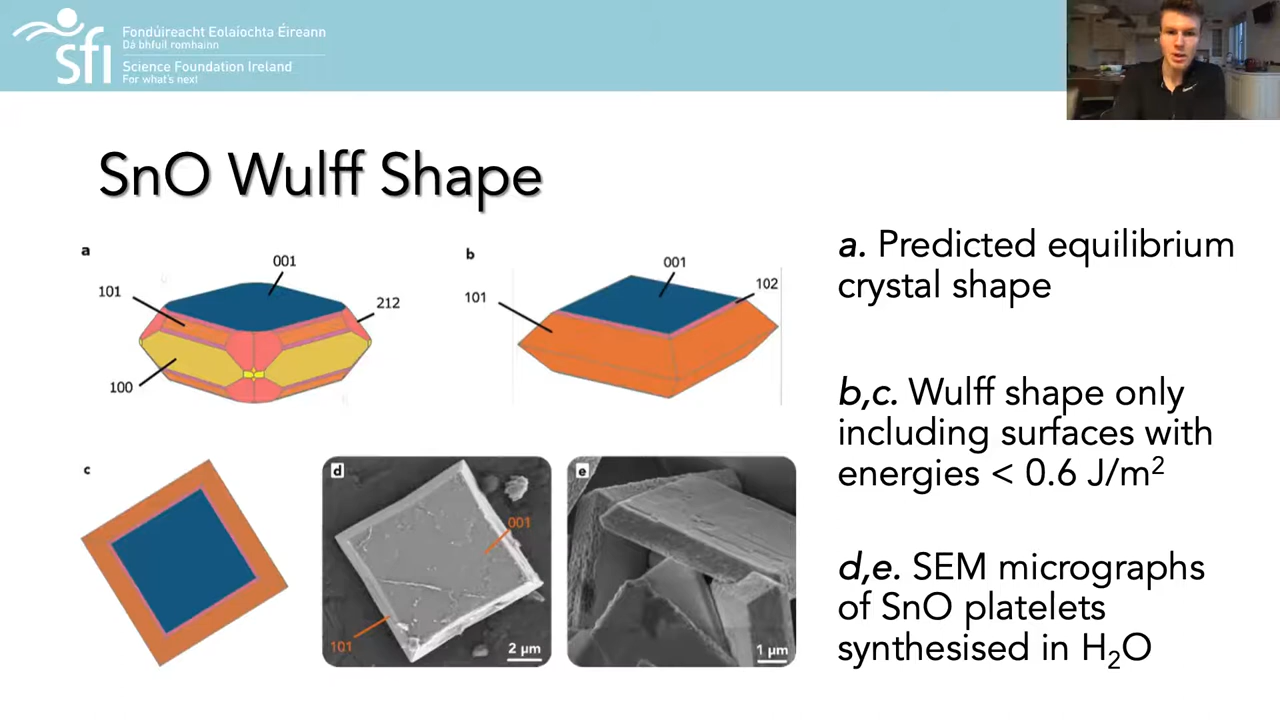 sfi
Fondúireacht Eolaíochta Éireann
Dá bhfuil romhainn
Science Foundation Ireland
For what's next
SnO Wulff Shape
a
001
101
212
100
b
001
102
101
c
d
001
101
2 µm
e
1 µm
a. Predicted equilibrium
crystal shape
b,c. Wulff shape only
including surfaces with
energies < 0.6 J/m²
d,e. SEM micrographs
of SnO platelets
synthesised in H₂O